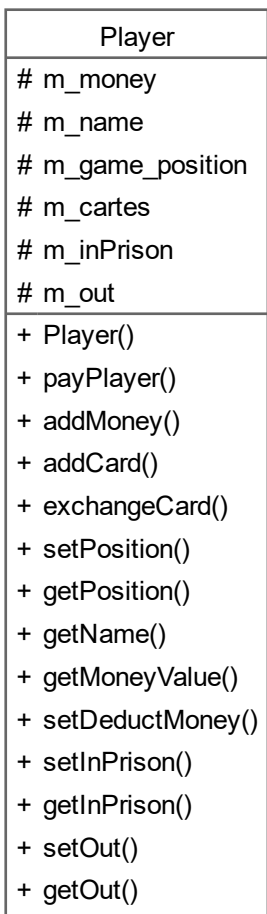 Player
# m_money
# m_name
# m_game_position
# m_cartes
# m_inPrison
# m_out
+ Player()
+ payPlayer()
+ addMoney()
+ addCard()
+ exchangeCard()
+ setPosition()
+ getPosition()
+ getName()
+ getMoneyValue()
+ setDeductMoney()
+ setInPrison()
+ getInPrison()
+ setOut()
+ getOut()